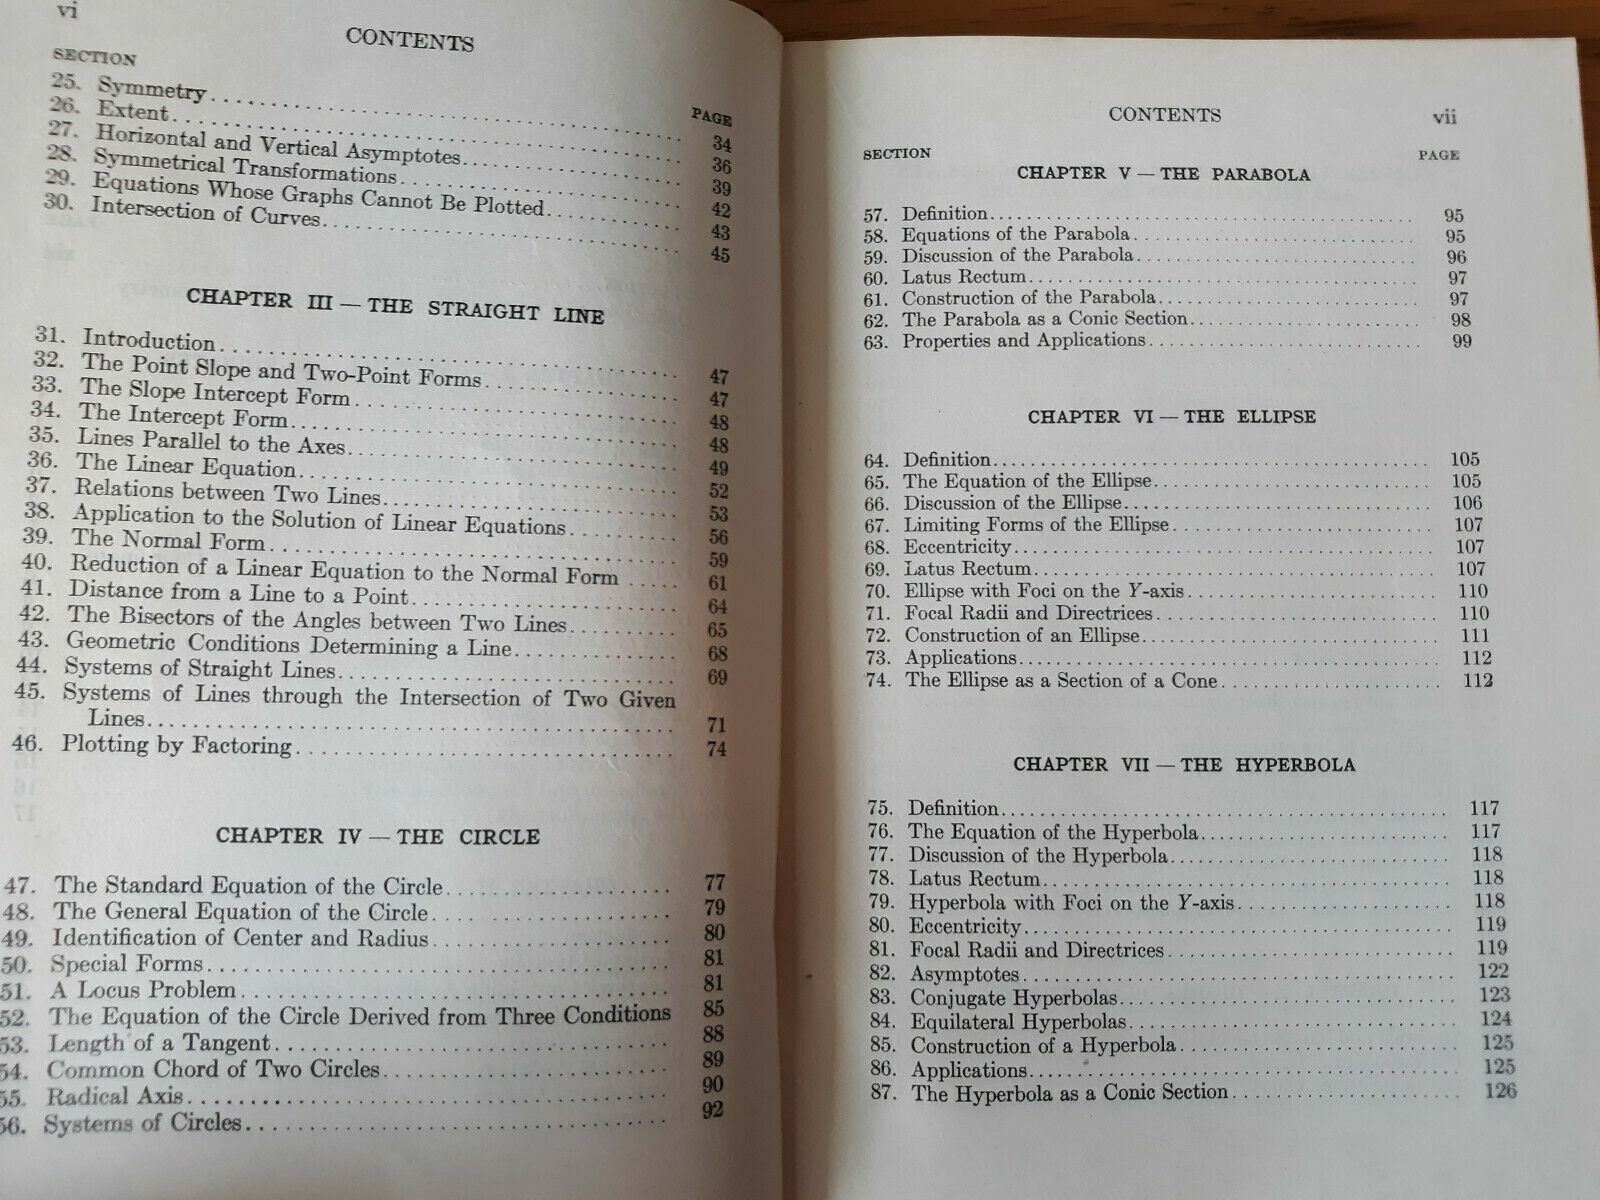 vi
CONTENTS
SECTION
PAGE
25. Symmetry........ 34
26. Extent........ 36
27. Horizontal and Vertical Asymptotes........ 39
28. Symmetrical Transformations........ 42
29. Equations Whose Graphs Cannot Be Plotted........ 43
30. Intersection of Curves........ 45
CHAPTER III — THE STRAIGHT LINE
31. Introduction........ 47
32. The Point Slope and Two-Point Forms........ 47
33. The Slope Intercept Form........ 48
34. The Intercept Form........ 48
35. Lines Parallel to the Axes........ 49
36. The Linear Equation........ 52
37. Relations between Two Lines........ 53
38. Application to the Solution of Linear Equations........ 56
39. The Normal Form........ 59
40. Reduction of a Linear Equation to the Normal Form ..... 61
41. Distance from a Line to a Point........ 64
42. The Bisectors of the Angles between Two Lines........ 65
43. Geometric Conditions Determining a Line........ 68
44. Systems of Straight Lines........ 69
45. Systems of Lines through the Intersection of Two Given
Lines........ 71
46. Plotting by Factoring........ 74
CHAPTER IV — THE CIRCLE
47. The Standard Equation of the Circle........ 77
48. The General Equation of the Circle........ 79
49. Identification of Center and Radius........ 80
50. Special Forms........ 81
51. A Locus Problem........ 81
52. The Equation of the Circle Derived from Three Conditions 85
53. Length of a Tangent........ 88
54. Common Chord of Two Circles........ 89
55. Radical Axis........ 90
56. Systems of Circles........ 92
CONTENTS
vii
SECTION
PAGE
CHAPTER V — THE PARABOLA
57. Definition........ 95
58. Equations of the Parabola........ 95
59. Discussion of the Parabola........ 96
60. Latus Rectum........ 97
61. Construction of the Parabola........ 97
62. The Parabola as a Conic Section........ 98
63. Properties and Applications........ 99
CHAPTER VI — THE ELLIPSE
64. Definition........ 105
65. The Equation of the Ellipse........ 105
66. Discussion of the Ellipse........ 106
67. Limiting Forms of the Ellipse........ 107
68. Eccentricity........ 107
69. Latus Rectum........ 107
70. Ellipse with Foci on the Y-axis........ 110
71. Focal Radii and Directrices........ 110
72. Construction of an Ellipse........ 111
73. Applications........ 112
74. The Ellipse as a Section of a Cone........ 112
CHAPTER VII — THE HYPERBOLA
75. Definition........ 117
76. The Equation of the Hyperbola........ 117
77. Discussion of the Hyperbola........ 118
78. Latus Rectum........ 118
79. Hyperbola with Foci on the Y-axis........ 118
80. Eccentricity........ 119
81. Focal Radii and Directrices........ 119
82. Asymptotes........ 122
83. Conjugate Hyperbolas........ 123
84. Equilateral Hyperbolas........ 124
85. Construction of a Hyperbola........ 125
86. Applications........ 125
87. The Hyperbola as a Conic Section........ 126